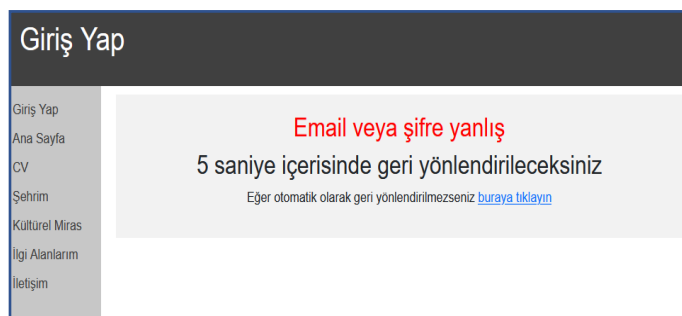 Giriş Yap
Giriş Yap
Ana Sayfa
CV
Şehrim
Kültürel Miras
İlgi Alanlarım
İletişim
Email veya şifre yanlış
5 saniye içerisinde geri yönlendirileceksiniz
Eğer otomatik olarak geri yönlendirilmezseniz buraya tıklayın